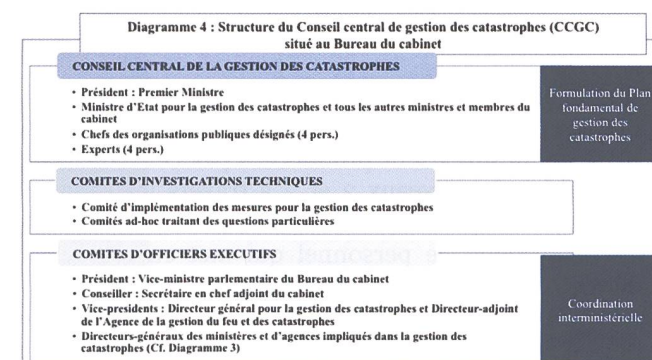 Diagramme 4 : Structure du Conseil central de gestion des catastrophes (CCGC)
situé au Bureau du cabinet
CONSEIL CENTRAL DE LA GESTION DES CATASTROPHES
• Président : Premier Ministre
• Ministre d'Etat pour la gestion des catastrophes et tous les autres ministres et membres du
cabinet
• Chefs des organisations publiques désignés (4 pers.)
• Experts (4 pers.)
Formulation du Plan
fondamental de
gestion des
catastrophes
COMITES D'INVESTIGATIONS TECHNIQUES
• Comité d'implémentation des mesures pour la gestion des catastrophes
• Comités ad-hoc traitant des questions particulières
COMITES D'OFFICIERS EXECUTIFS
• Président : Vice-ministre parlementaire du Bureau du cabinet
• Conseiller : Secrétaire en chef adjoint du cabinet
• Vice-presidents : Directeur général pour la gestion des catastrophes et Directeur-adjoint
de l'Agence de la gestion du feu et des catastrophes
• Directeurs-généraux des ministères et d'agences impliqués dans la gestion des
catastrophes (Cf. Diagramme 3)
Coordination
interministérielle